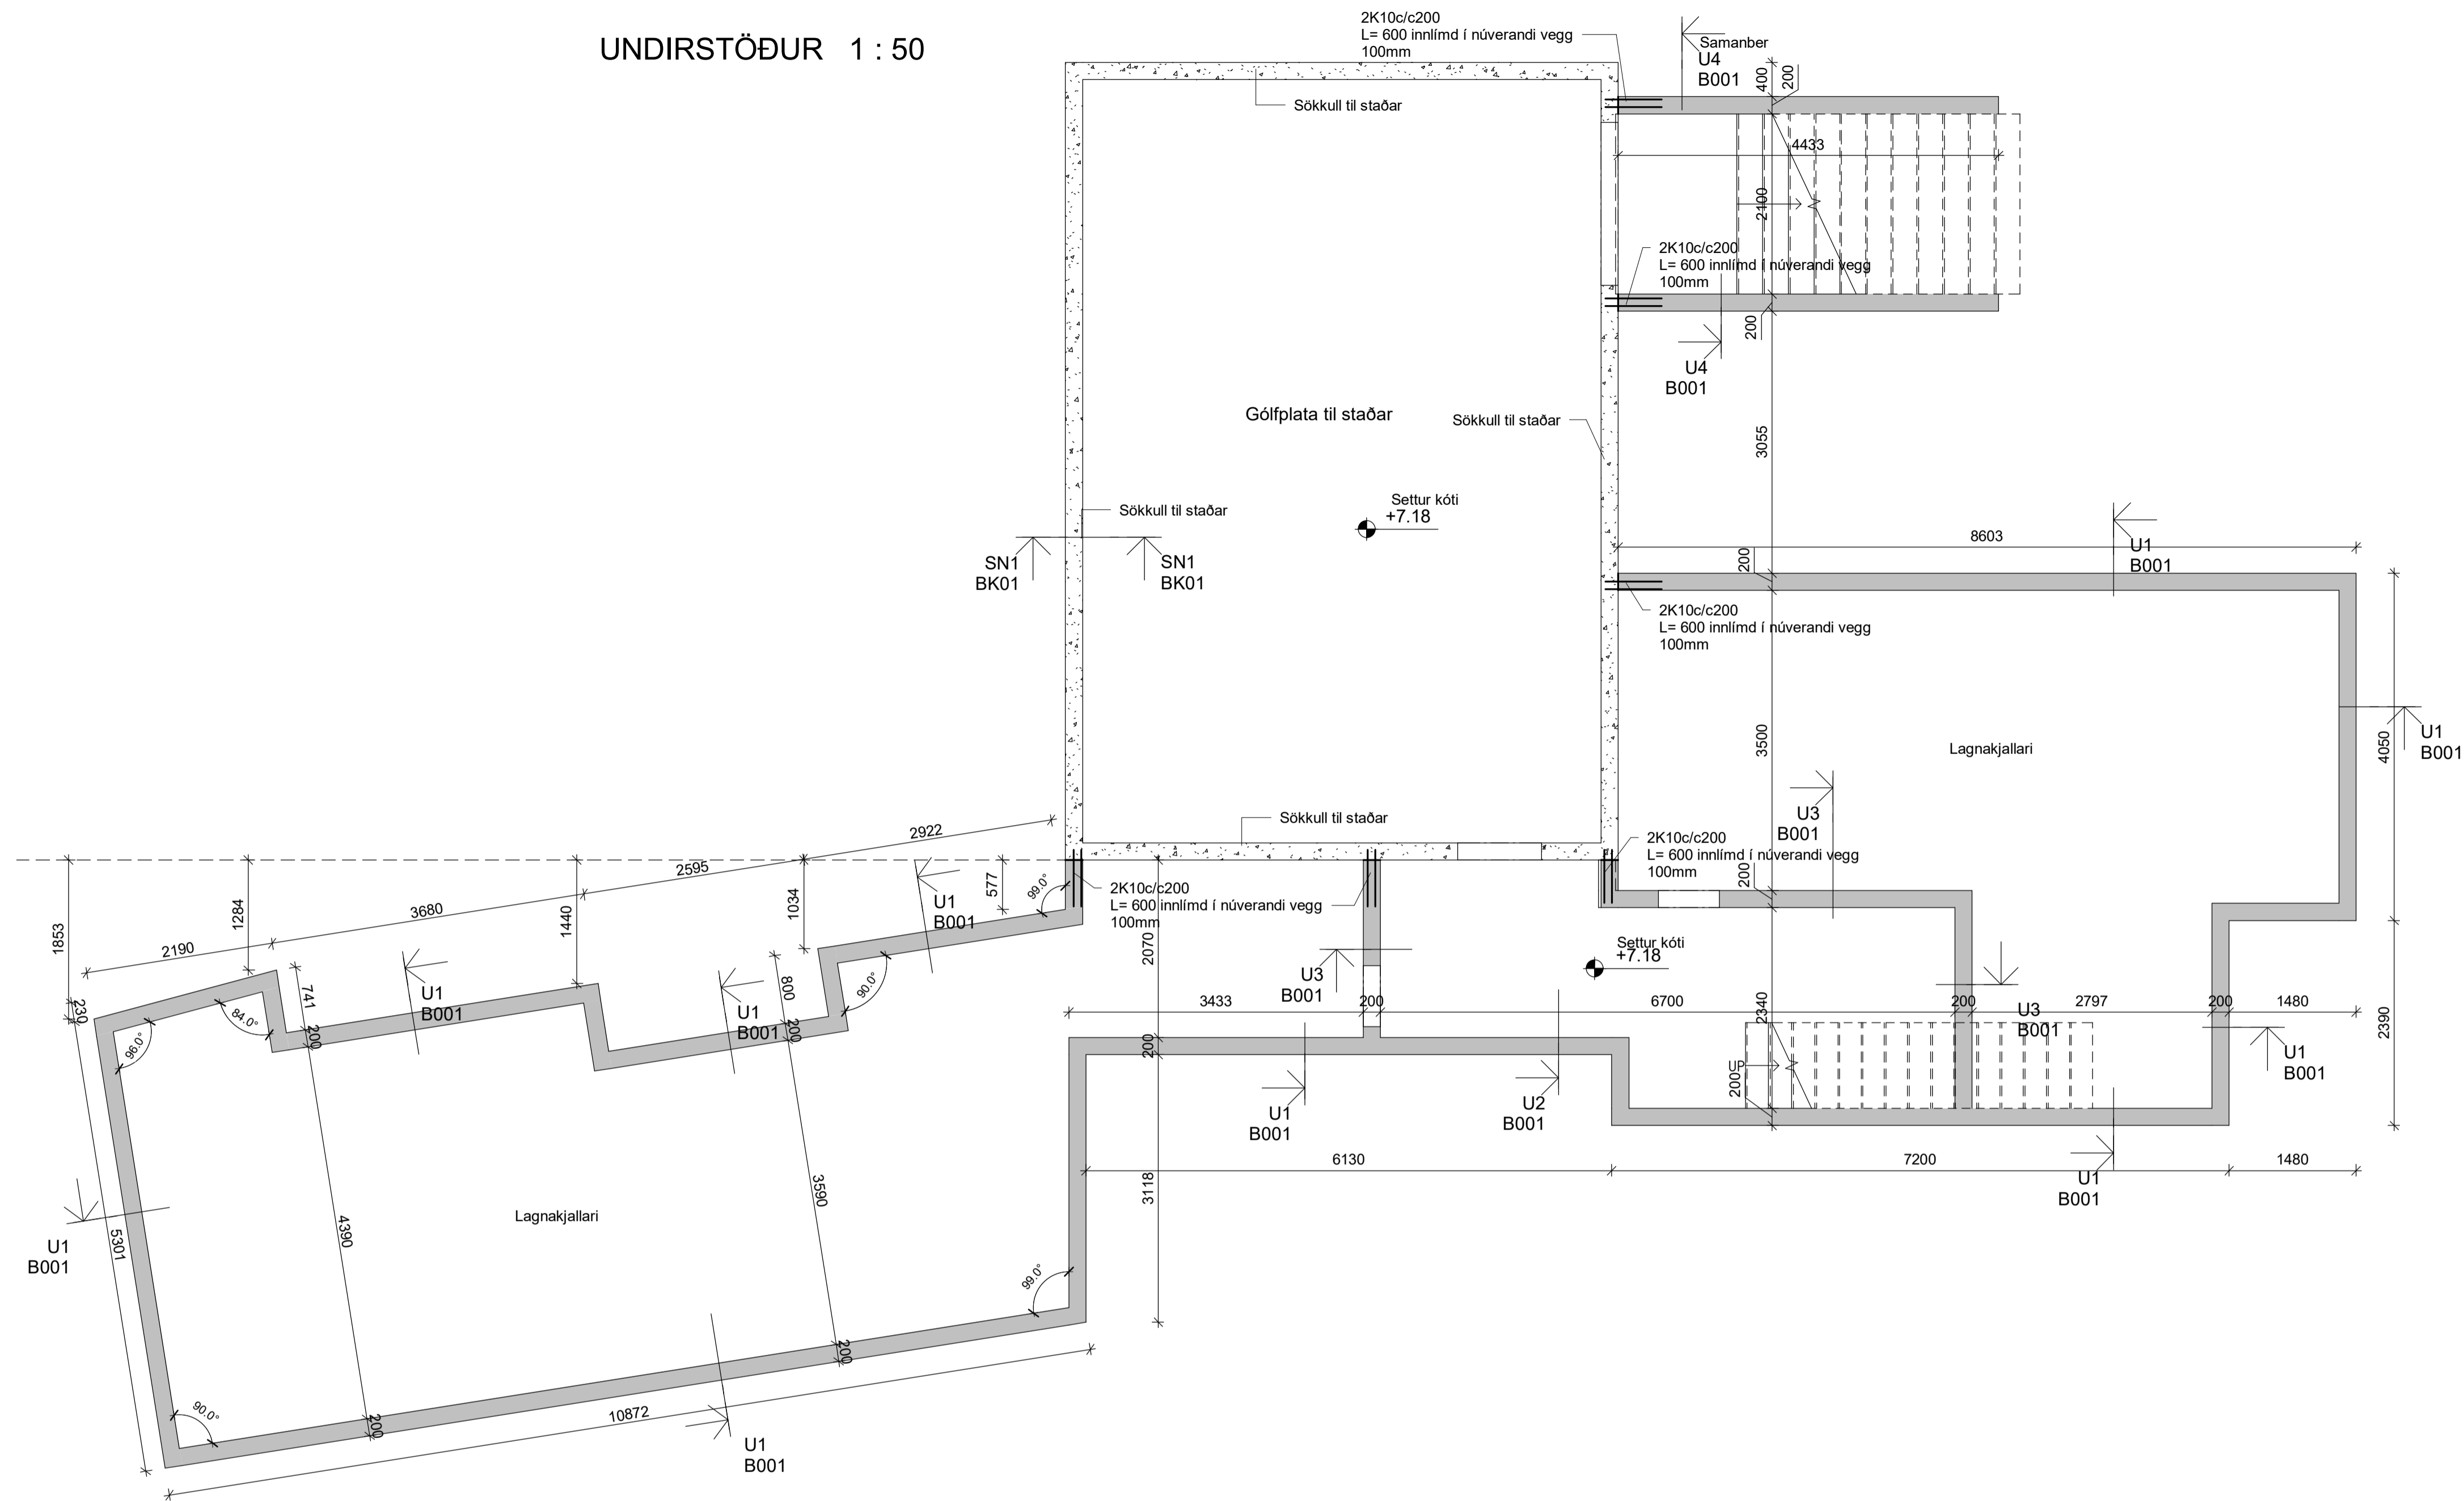 UNDIRSTÖÐUR 1 : 50
2K10c/c200
L= 600 innlímd í núverandi vegg
100mm
Samanber
U4
B001
400
200
Sökkull til staðar
4433
2100
2K10c/c200
L= 600 innlímd í núverandi vegg
100mm
200
U4
B001
Gólfplata til staðar
Sökkull til staðar
3055
Settur kóti
+7.18
Sökkull til staðar
SN1
BK01
SN1
BK01
8603
U1
B001
200
2K10c/c200
L= 600 innlímd í núverandi vegg
100mm
3500
Lagnakjallari
4050
U1
B001
U3
B001
Sökkull til staðar
2K10c/c200
L= 600 innlímd í núverandi vegg
100mm
200
2922
2595
3680
2190
1853
1284
1440
1034
577
99.0°
U1
B001
2K10c/c200
L= 600 innlímd í núverandi vegg
100mm
2070
Settur kóti
+7.18
U3
B001
230
741
200
800
200
90.0°
84.0°
96.0°
U1
B001
U1
B001
3433
200
6700
200
2797
200
1480
2340
U3
B001
2390
200
UP
200
U1
B001
U1
B001
U2
B001
6130
7200
1480
U1
B001
3118
3590
4390
5301
Lagnakjallari
U1
B001
99.0°
90.0°
200
200
10872
U1
B001